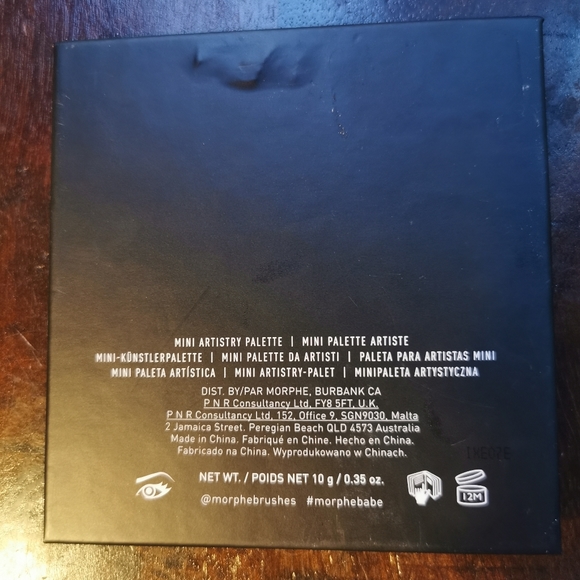 MINI ARTISTRY PALETTE | MINI PALETTE ARTISTE
MINI-KÜNSTLERPALETTE | MINI PALETTE DA ARTISTI | PALETA PARA ARTISTAS MINI
MINI PALETA ARTÍSTICA | MINI ARTISTRY-PALET | MINIPALETA ARTYSTYCZNA
DIST. BY/PAR MORPHE, BURBANK CA
P N R Consultancy Ltd, FY8 5FT, U.K.
P N R Consultancy Ltd, 152, Office 9, SGN9030, Malta
2 Jamaica Street. Peregian Beach QLD 4573 Australia
Made in China. Fabriqué en Chine. Hecho en China.
Fabricado na China. Wyprodukowano w Chinach.
NET WT. / POIDS NET 10 g / 0.35 oz.
12M
@morphebrushes #morphebabe